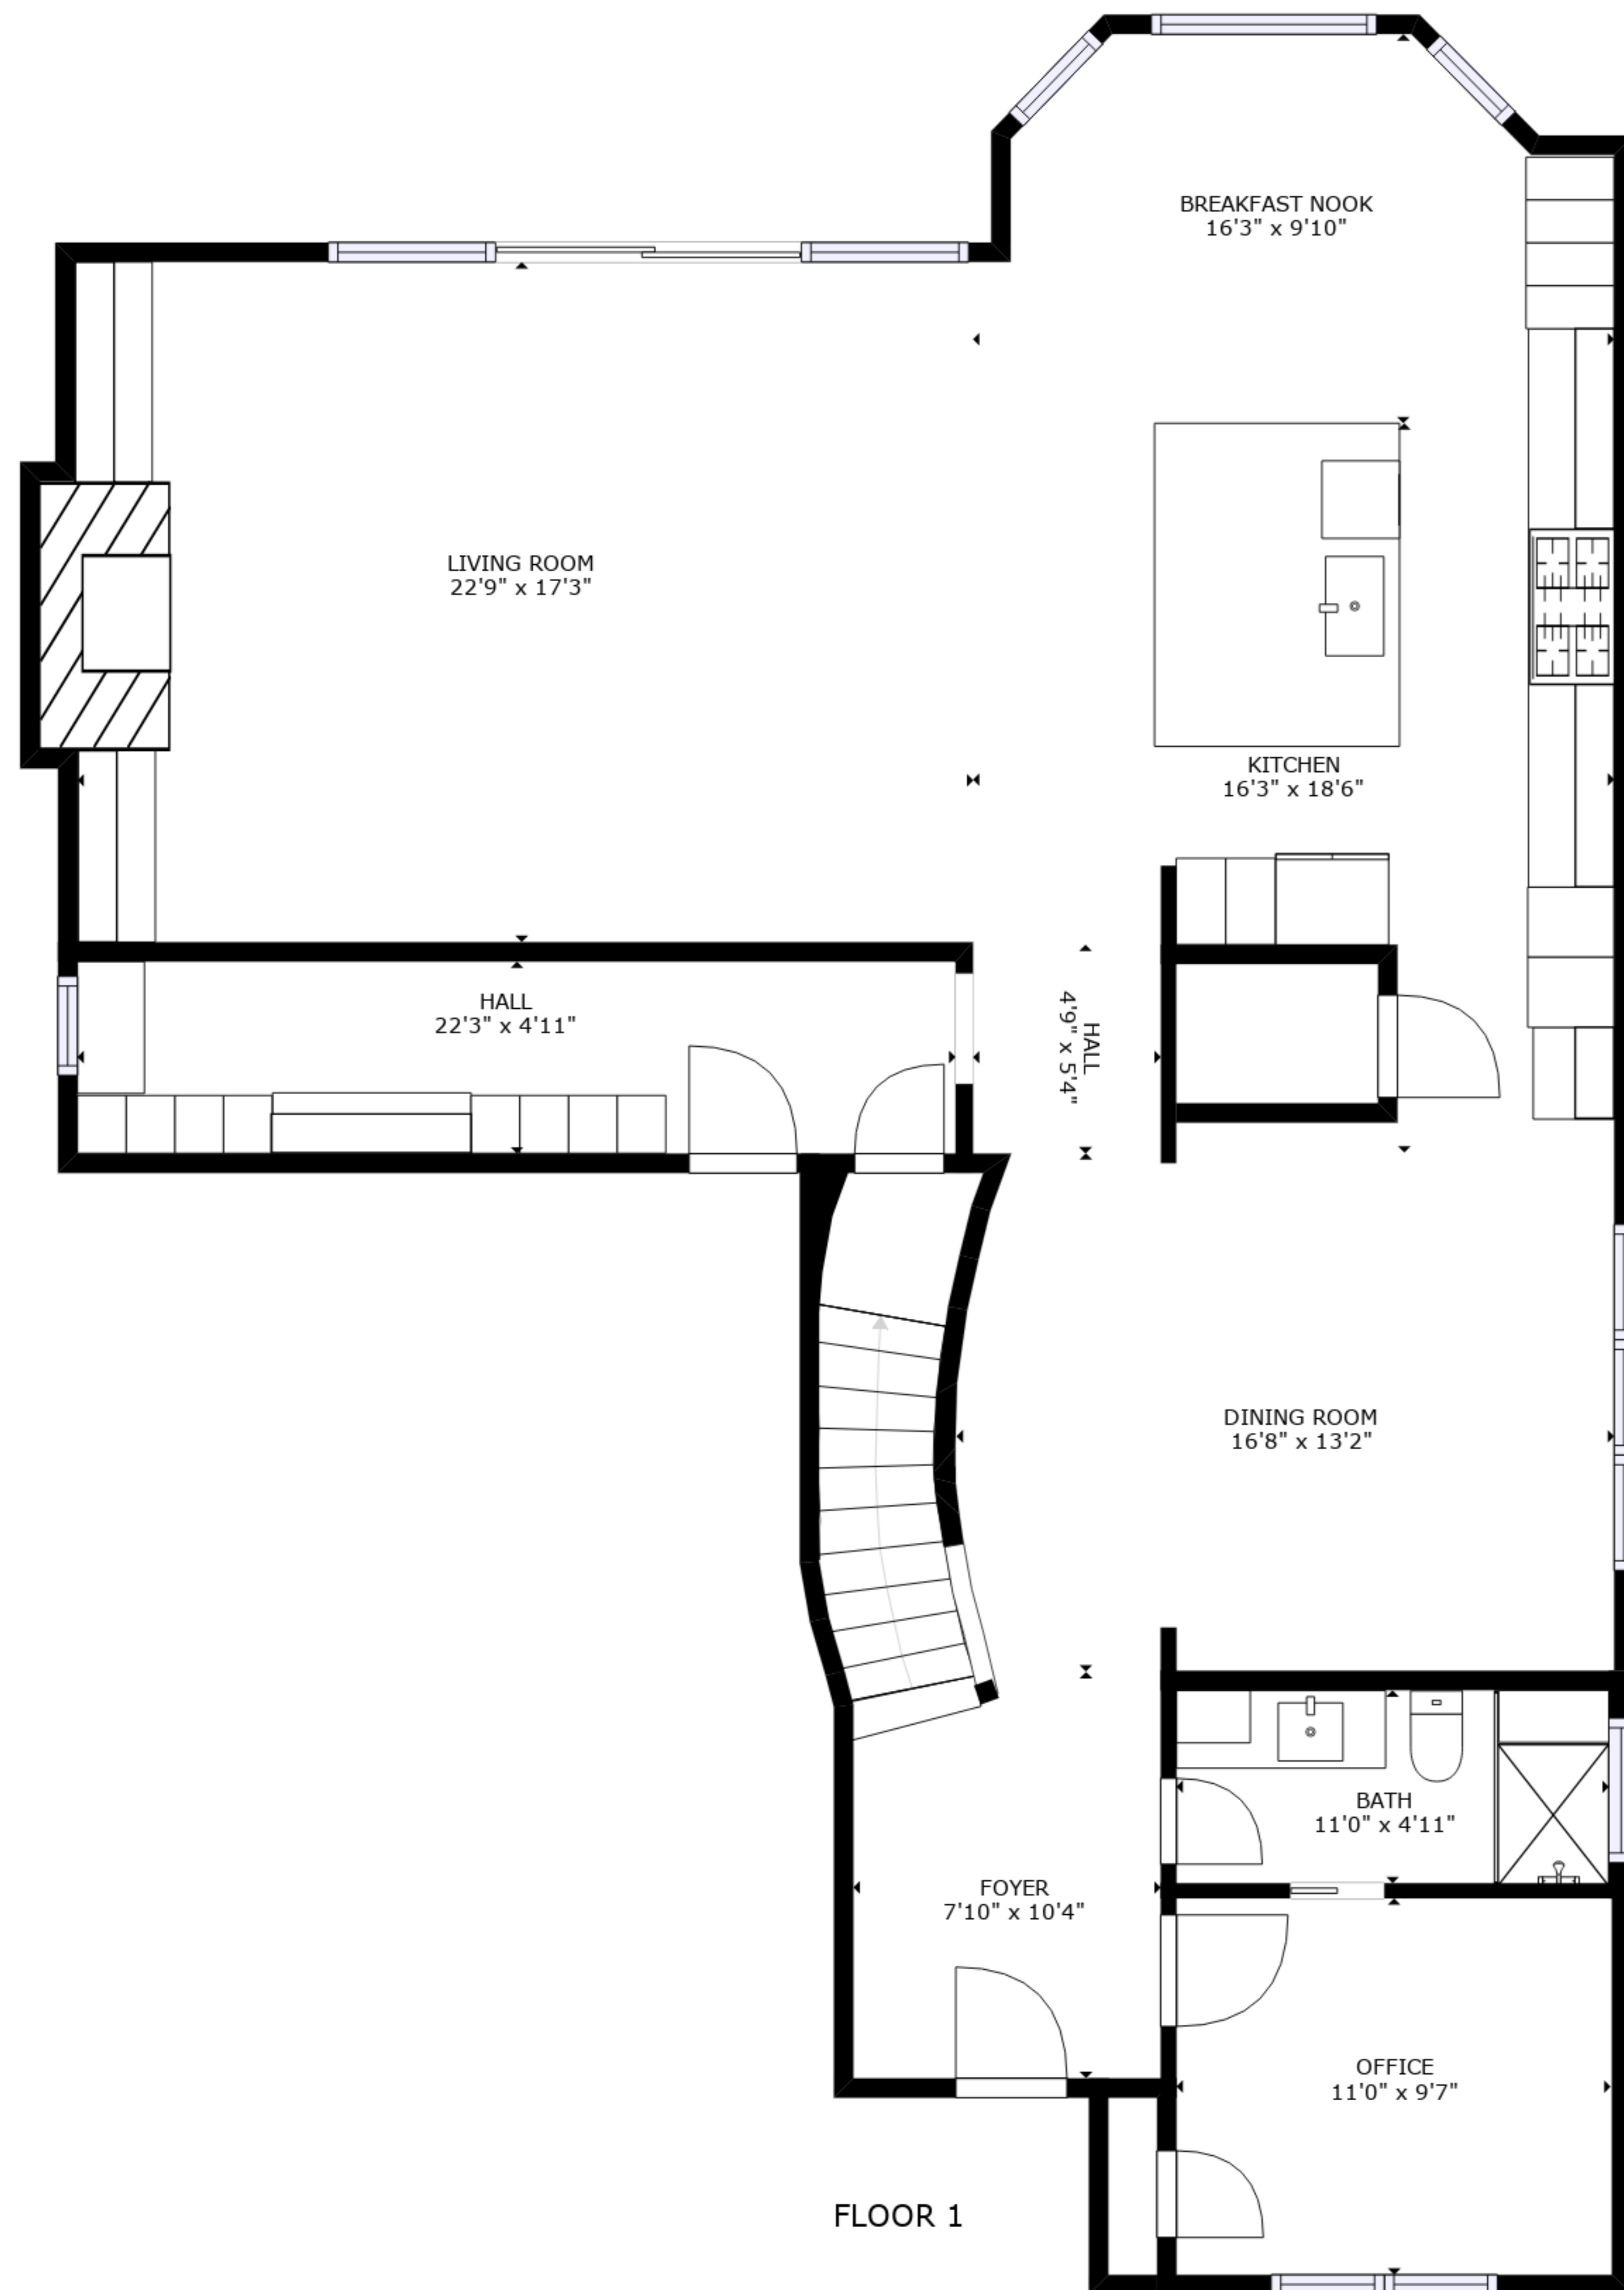 BREAKFAST NOOK
16'3" x 9'10"
LIVING ROOM
22'9" x 17'3"
KITCHEN
16'3" x 18'6"
HALL
22'3" x 4'11"
HALL
4'9" x 5'4"
DINING ROOM
16'8" x 13'2"
BATH
11'0" x 4'11"
FOYER
7'10" x 10'4"
OFFICE
11'0" x 9'7"
FLOOR 1